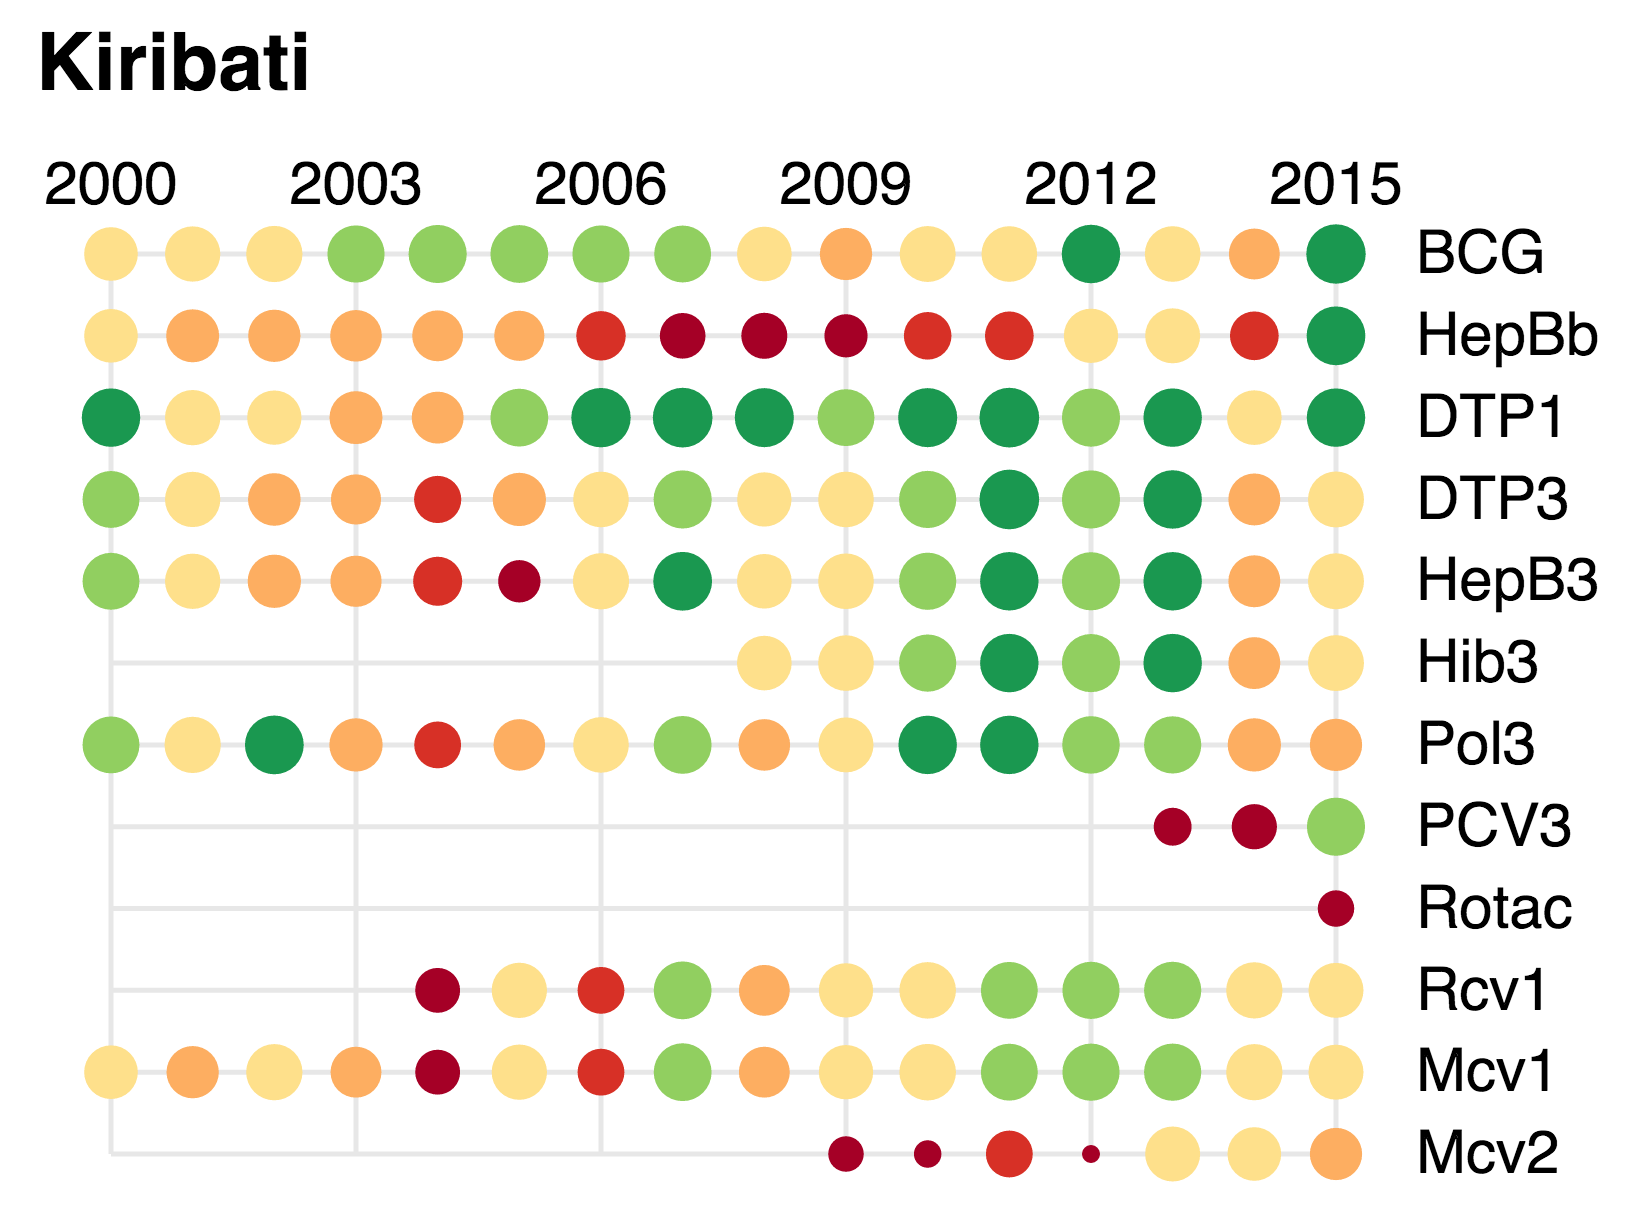 Kiribati
2000 2003 2006 2009 2012 2015
BCG
HepBb
DTP1
DTP3
HepB3
Hib3
Pol3
PCV3
Rotac
Rcv1
Mcv1
Mcv2